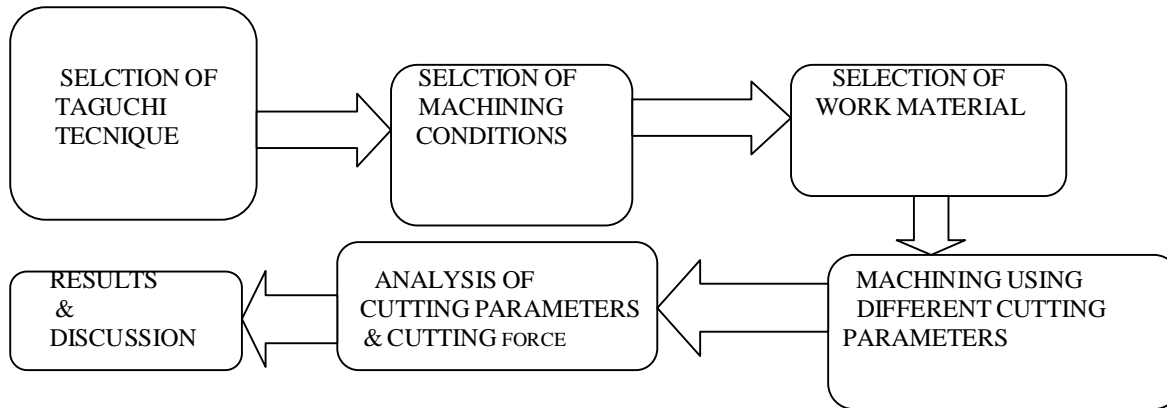 SELCTION OF
TAGUCHI
TECNIQUE
SELCTION OF
MACHINING
CONDITIONS
SELECTION OF
WORK MATERIAL
MACHINING USING
DIFFERENT CUTTING
PARAMETERS
ANALYSIS OF
CUTTING PARAMETERS
& CUTTING FORCE
RESULTS
&
DISCUSSION